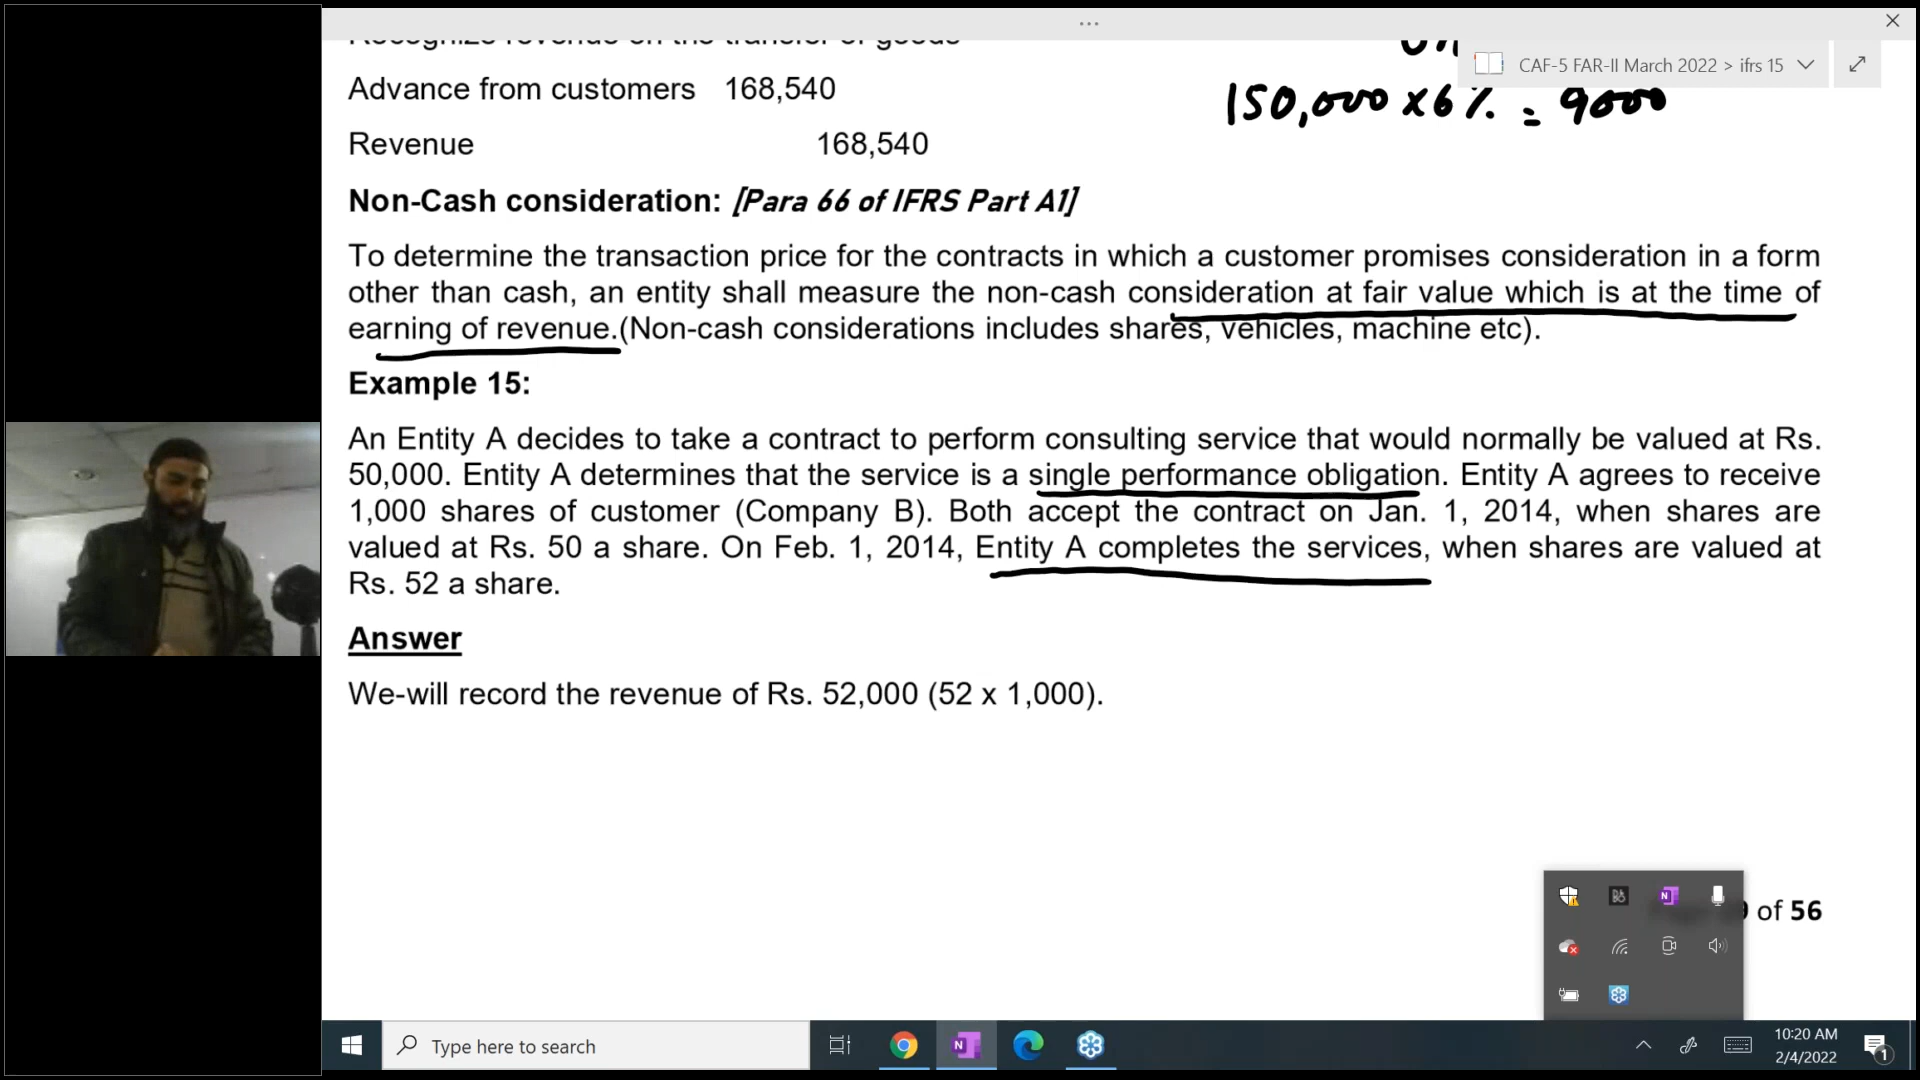 Recognize revenue on the transfer of goods
CAF-5 FAR-II March 2022 > ifrs 15
Advance from customers 168,540
150,000 x 6% = 9000
Revenue 168,540
Non-Cash consideration: [Para 66 of IFRS Part A1]
To determine the transaction price for the contracts in which a customer promises consideration in a form
other than cash, an entity shall measure the non-cash consideration at fair value which is at the time of
earning of revenue.(Non-cash considerations includes shares, vehicles, machine etc).
Example 15:
An Entity A decides to take a contract to perform consulting service that would normally be valued at Rs.
50,000. Entity A determines that the service is a single performance obligation. Entity A agrees to receive
1,000 shares of customer (Company B). Both accept the contract on Jan. 1, 2014, when shares are
valued at Rs. 50 a share. On Feb. 1, 2014, Entity A completes the services, when shares are valued at
Rs. 52 a share.
Answer
We-will record the revenue of Rs. 52,000 (52 x 1,000).
of 56
Type here to search
10:20 AM
2/4/2022
1